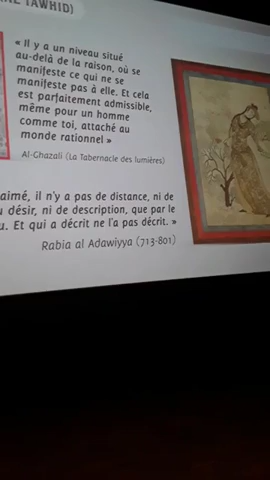 TAWHID)
« Il y a un niveau situé
au-delà de la raison, où se
manifeste ce qui ne se
manifeste pas à elle. Et cela
est parfaitement admissible,
même pour un homme
comme toi, attaché au
monde rationnel »
Al-Ghazali (La Tabernacle des lumières)
aimé, il n'y a pas de distance, ni de
désir, ni de description, que par le
Et qui a décrit ne l'a pas décrit. »
Rabia al Adawiyya (713-801)